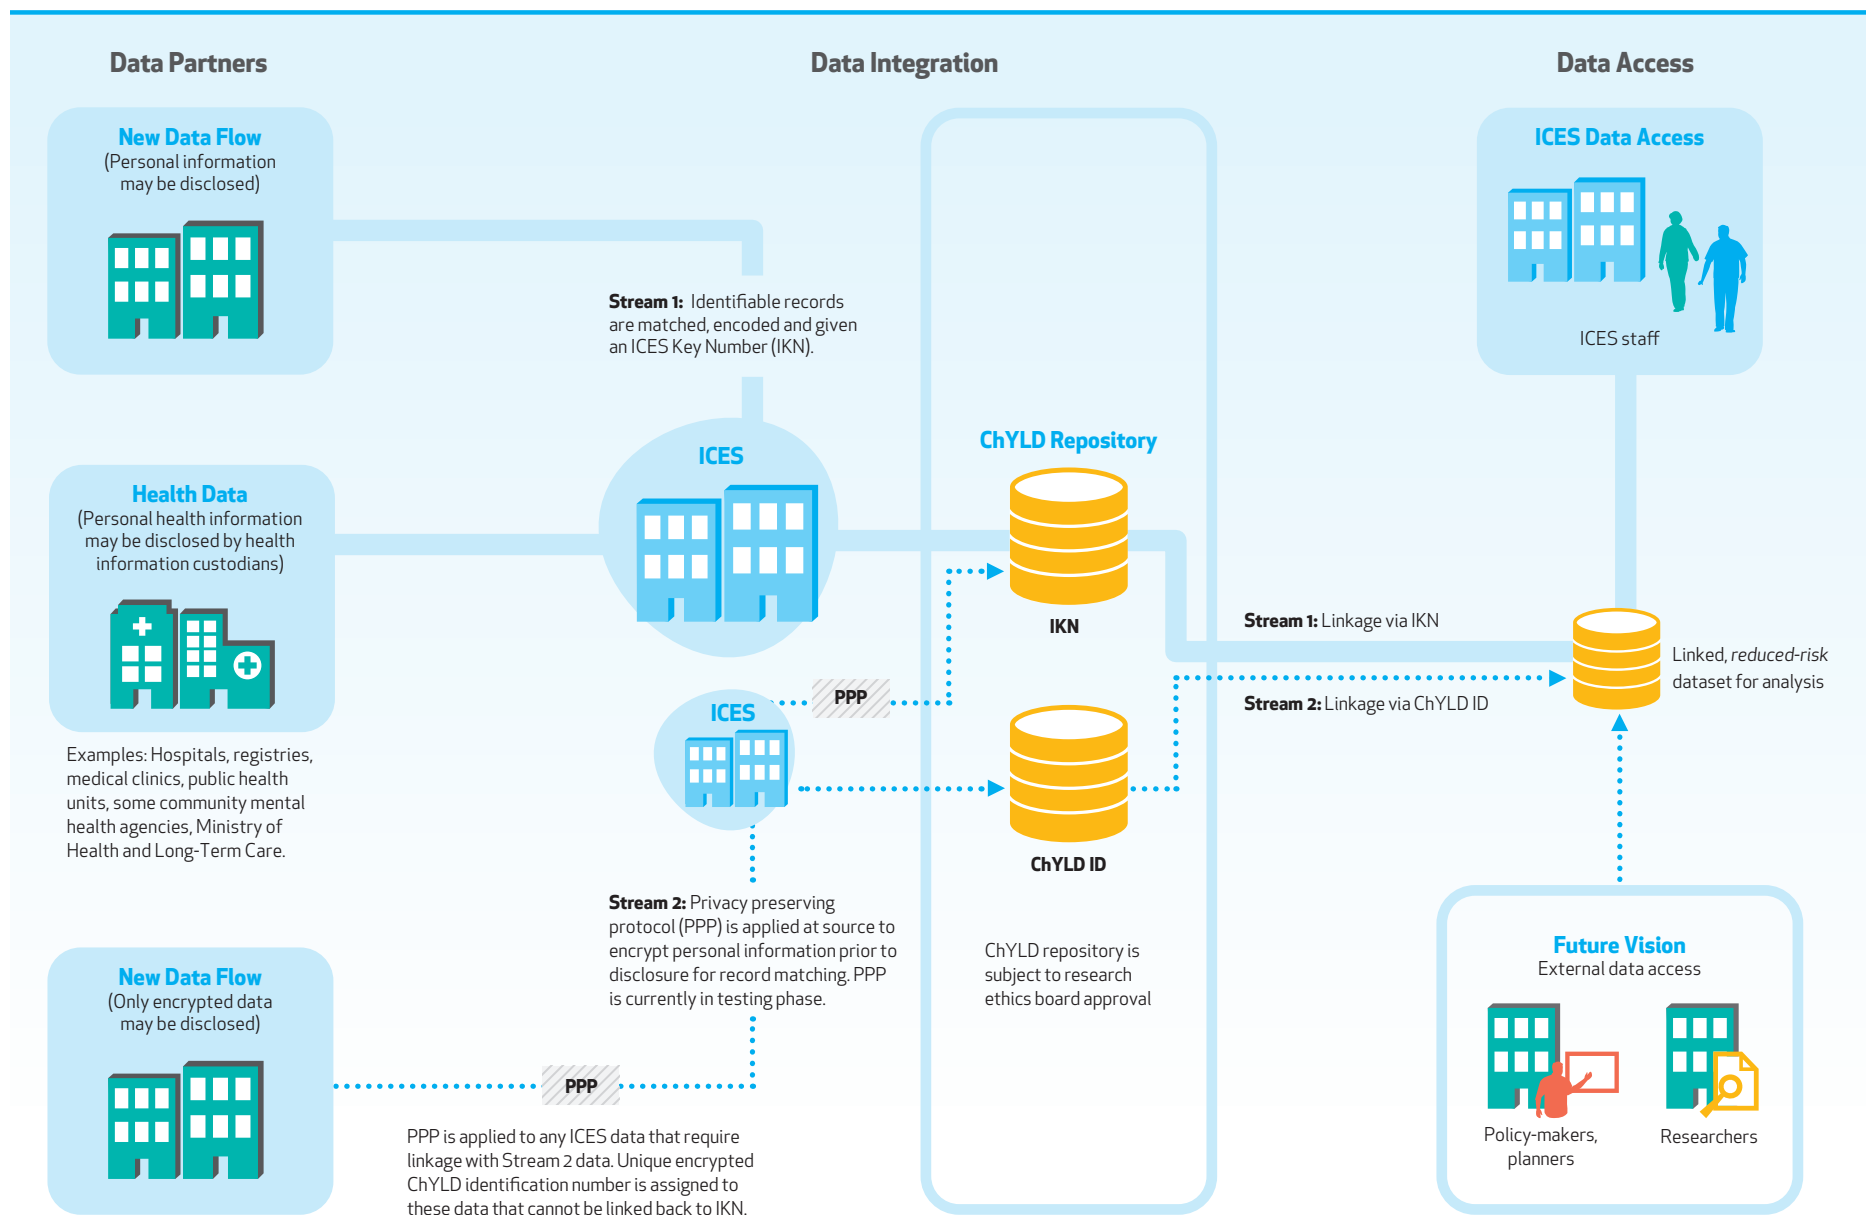 Data Partners
Data Integration
Data Access
New Data Flow
(Personal information
may be disclosed)
Stream 1: Identifiable records
are matched, encoded and given
an ICES Key Number (IKN).
ICES Data Access
ICES staff
Health Data
(Personal health information
may be disclosed by health
information custodians)
Examples: Hospitals, registries,
medical clinics, public health
units, some community mental
health agencies, Ministry of
Health and Long-Term Care.
ICES
ChYLD Repository
IKN
Stream 1: Linkage via IKN
Stream 2: Linkage via ChYLD ID
Linked, reduced-risk
dataset for analysis
ICES
PPP
ChYLD ID
Stream 2: Privacy preserving
protocol (PPP) is applied at source to
encrypt personal information prior to
disclosure for record matching. PPP
is currently in testing phase.
ChYLD repository is
subject to research
ethics board approval
New Data Flow
(Only encrypted data
may be disclosed)
PPP
PPP is applied to any ICES data that require
linkage with Stream 2 data. Unique encrypted
ChYLD identification number is assigned to
these data that cannot be linked back to IKN.
Future Vision
External data access
Policy-makers,
planners
Researchers